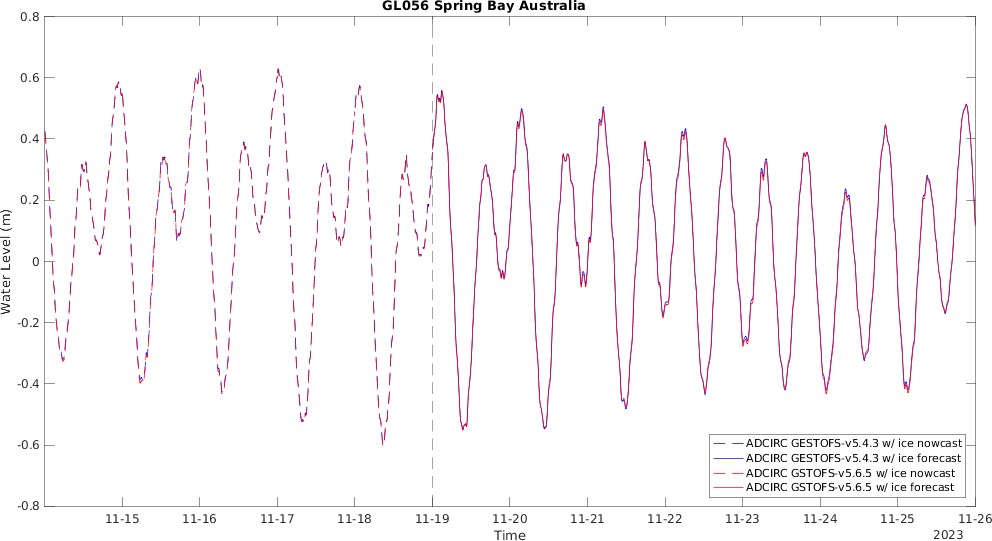 GL056 Spring Bay Australia
0.8
0.6
0.4
0.2
0
-0.2
-0.4
-0.6
-0.8
Water Level (m)
ADCIRC GESTOFS-v5.4.3 w/ ice nowcast
ADCIRC GESTOFS-v5.4.3 w/ ice forecast
ADCIRC GSTOFS-v5.6.5 w/ ice nowcast
ADCIRC GSTOFS-v5.6.5 w/ ice forecast
11-15 11-16 11-17 11-18 11-19 11-20 11-21 11-22 11-23 11-24 11-25 11-26
Time
2023